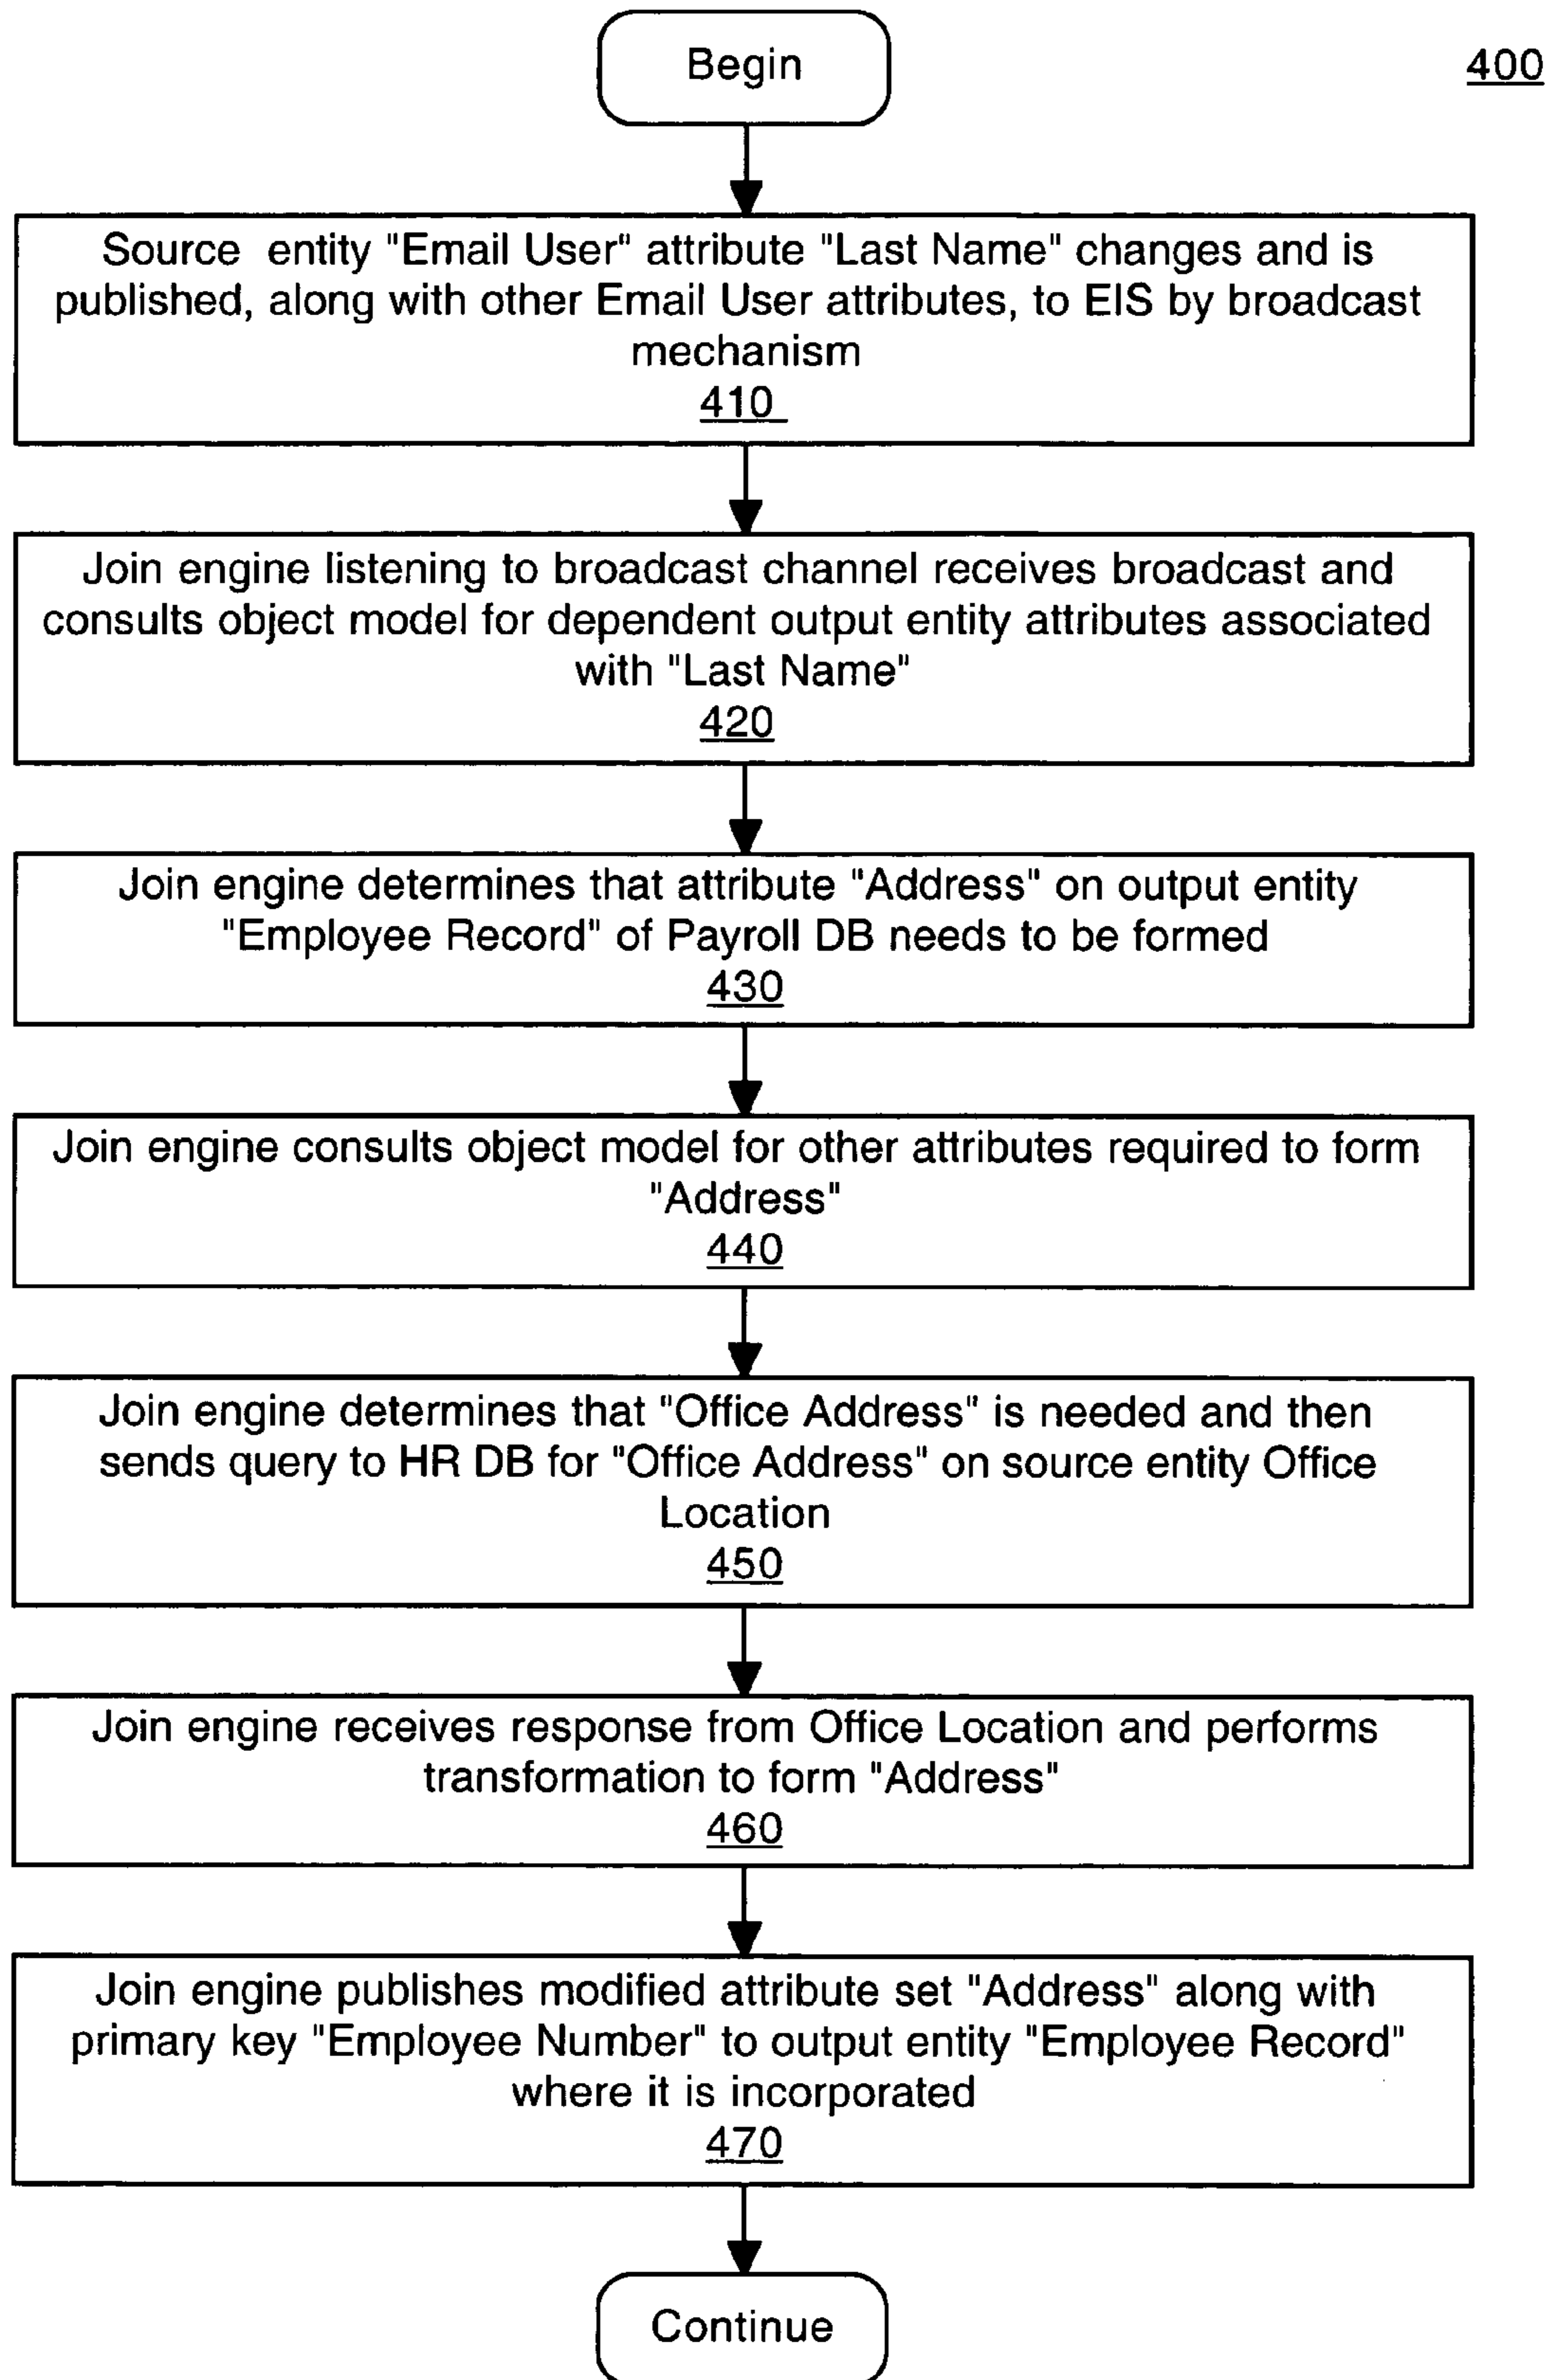 Begin
400
Source entity "Email User" attribute "Last Name" changes and is
published, along with other Email User attributes, to EIS by broadcast
mechanism
410
Join engine listening to broadcast channel receives broadcast and
consults object model for dependent output entity attributes associated
with "Last Name"
420
Join engine determines that attribute "Address" on output entity
"Employee Record" of Payroll DB needs to be formed
430
Join engine consults object model for other attributes required to form
"Address"
440
Join engine determines that "Office Address" is needed and then
sends query to HR DB for "Office Address" on source entity Office
Location
450
Join engine receives response from Office Location and performs
transformation to form "Address"
460
Join engine publishes modified attribute set "Address" along with
primary key "Employee Number" to output entity "Employee Record"
where it is incorporated
470
Continue